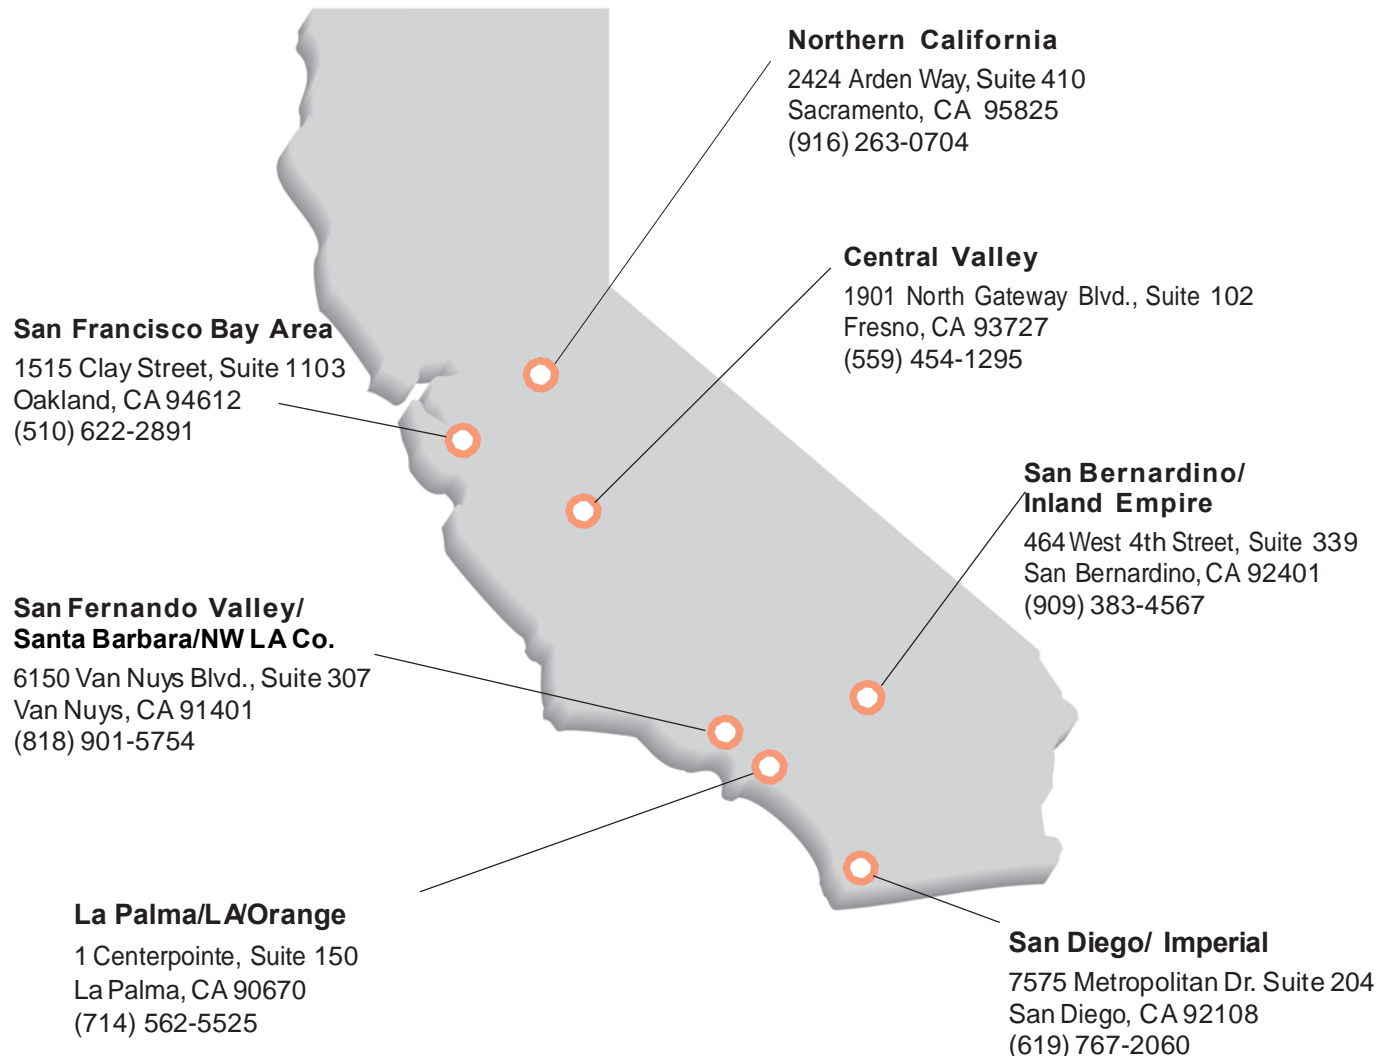 Northern California
2424 Arden Way, Suite 410
Sacramento, CA 95825
(916) 263-0704
Central Valley
1901 North Gateway Blvd., Suite 102
Fresno, CA 93727
(559) 454-1295
San Francisco Bay Area
1515 Clay Street, Suite 1103
Oakland, CA 94612
(510) 622-2891
San Bernardino/
Inland Empire
464 West 4th Street, Suite 339
San Bernardino, CA 92401
(909) 383-4567
San Fernando Valley/
Santa Barbara/NW LA Co.
6150 Van Nuys Blvd., Suite 307
Van Nuys, CA 91401
(818) 901-5754
La Palma/LA/Orange
1 Centerpointe, Suite 150
La Palma, CA 90670
(714) 562-5525
San Diego/ Imperial
7575 Metropolitan Dr. Suite 204
San Diego, CA 92108
(619) 767-2060